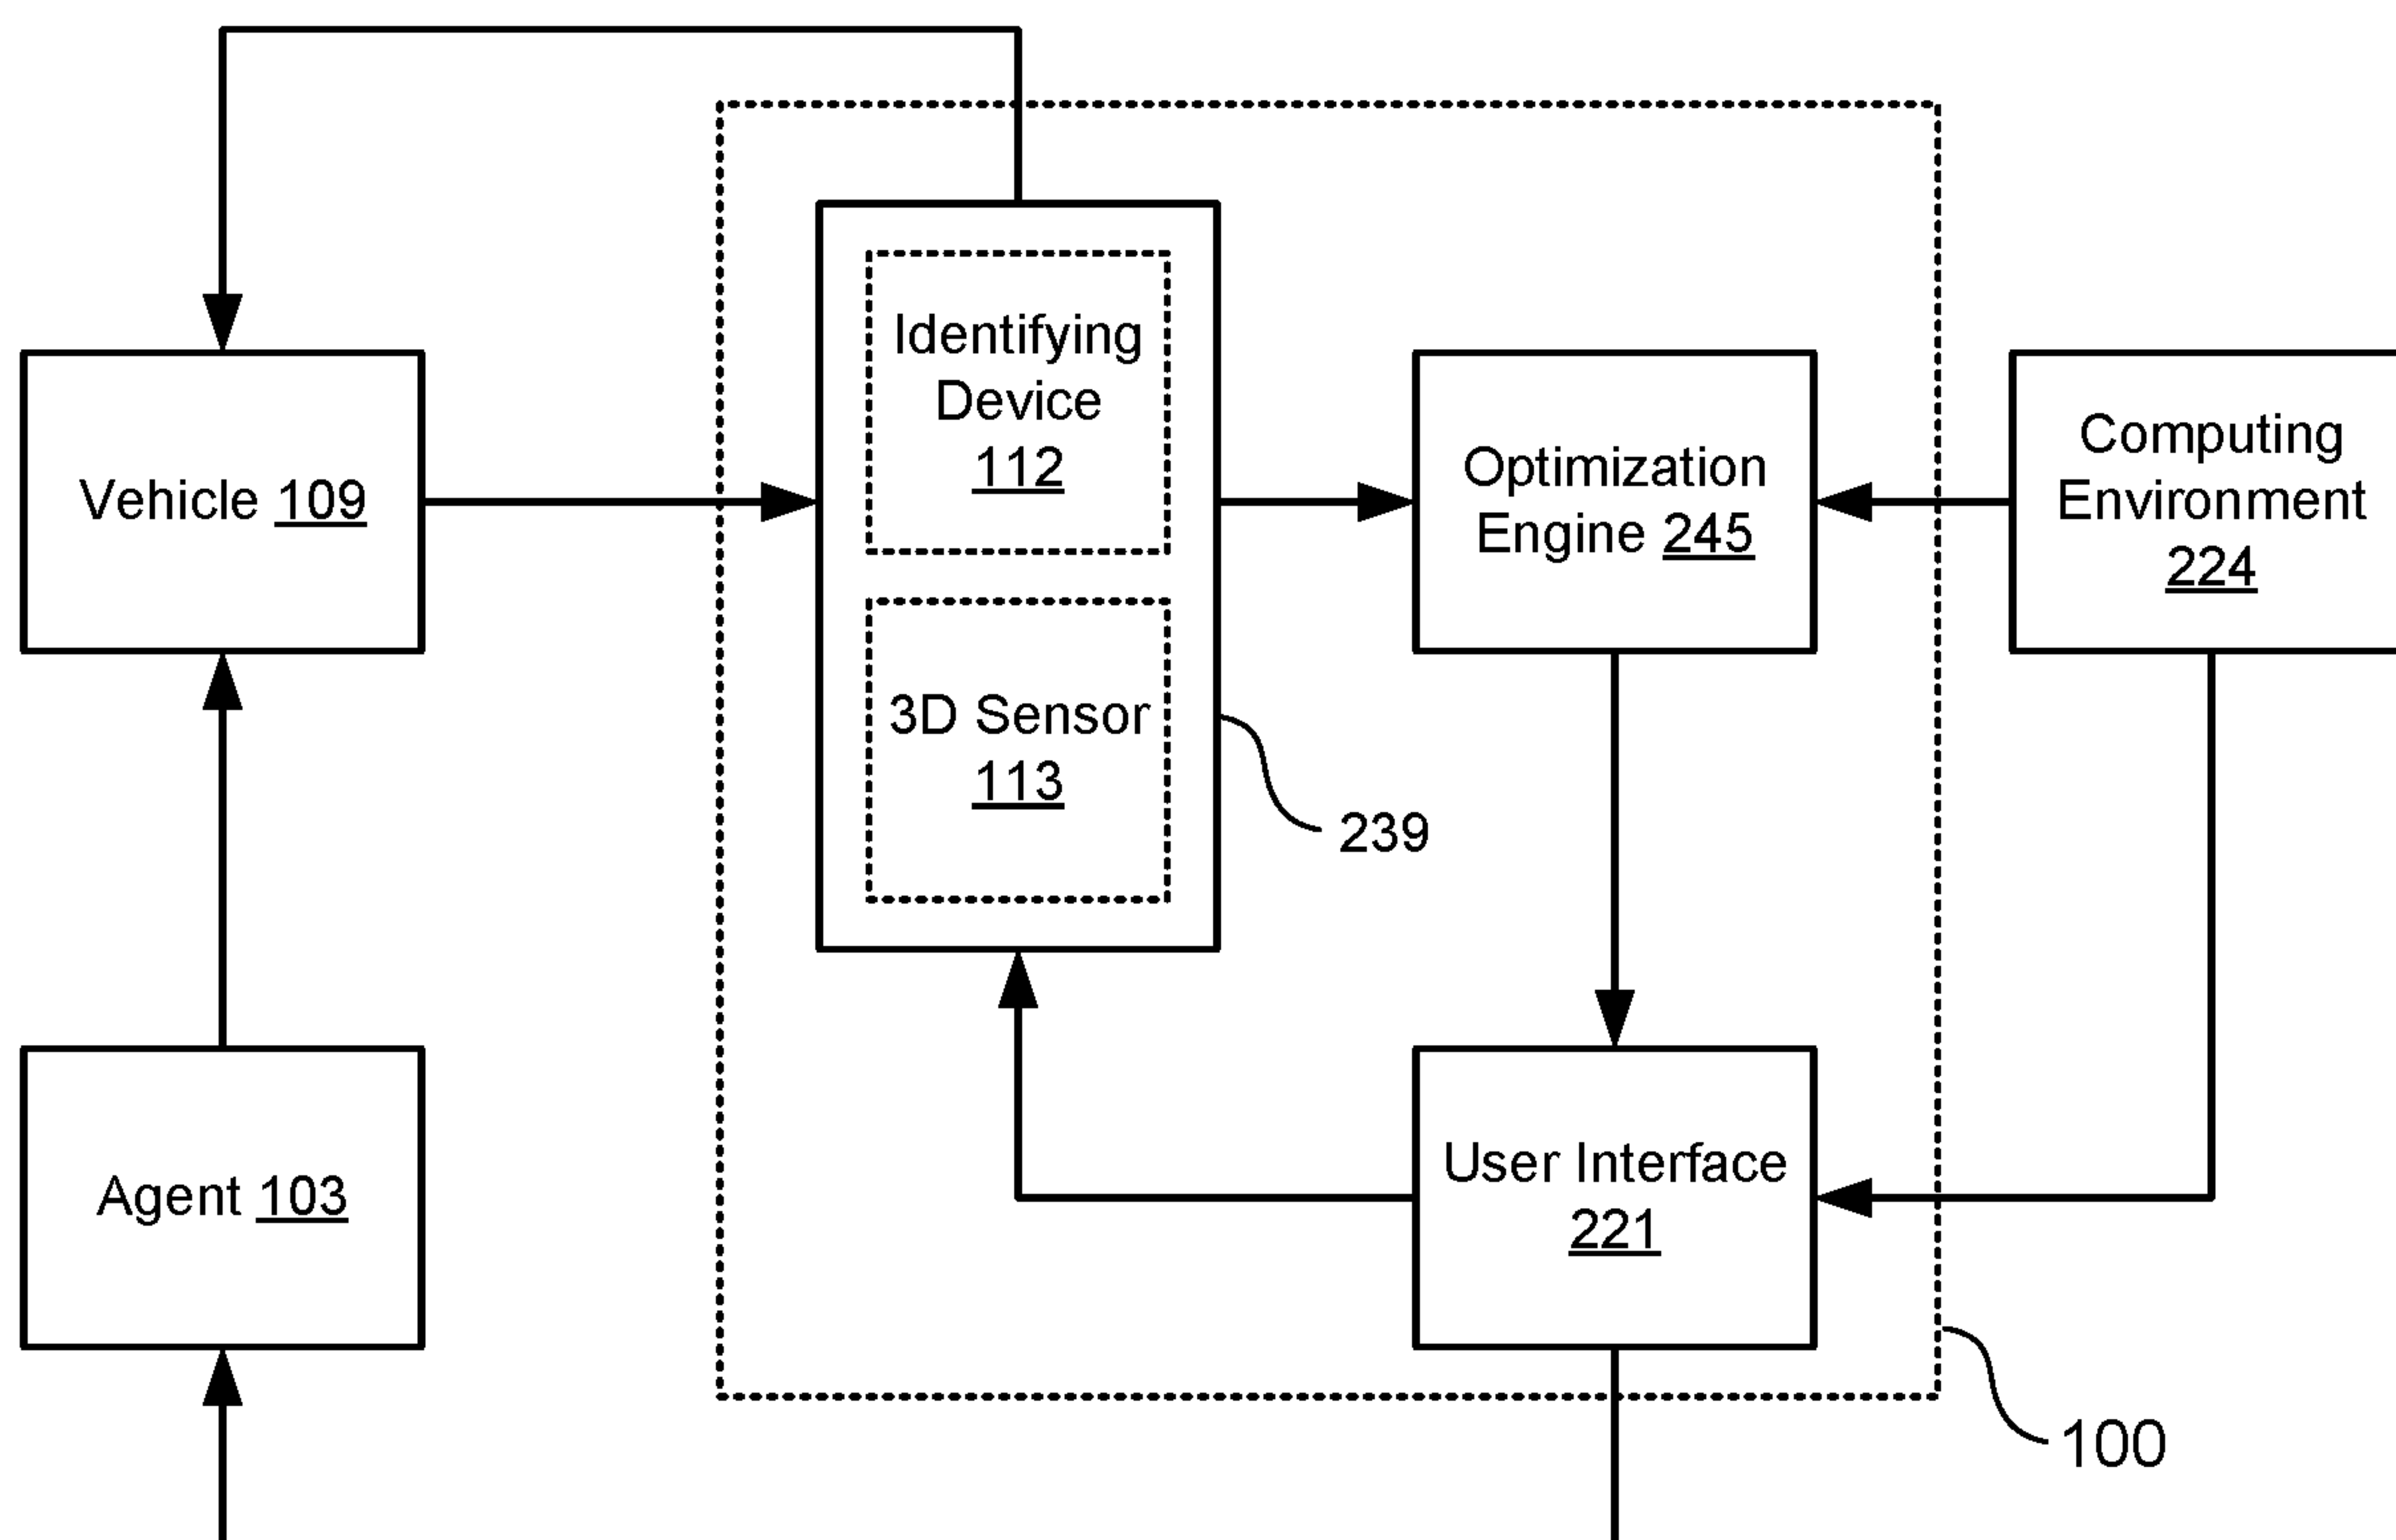 Identifying
Device
112
Vehicle 109
Optimization
Engine 245
Computing
Environment
224
3D Sensor
113
239
Agent 103
User Interface
221
100